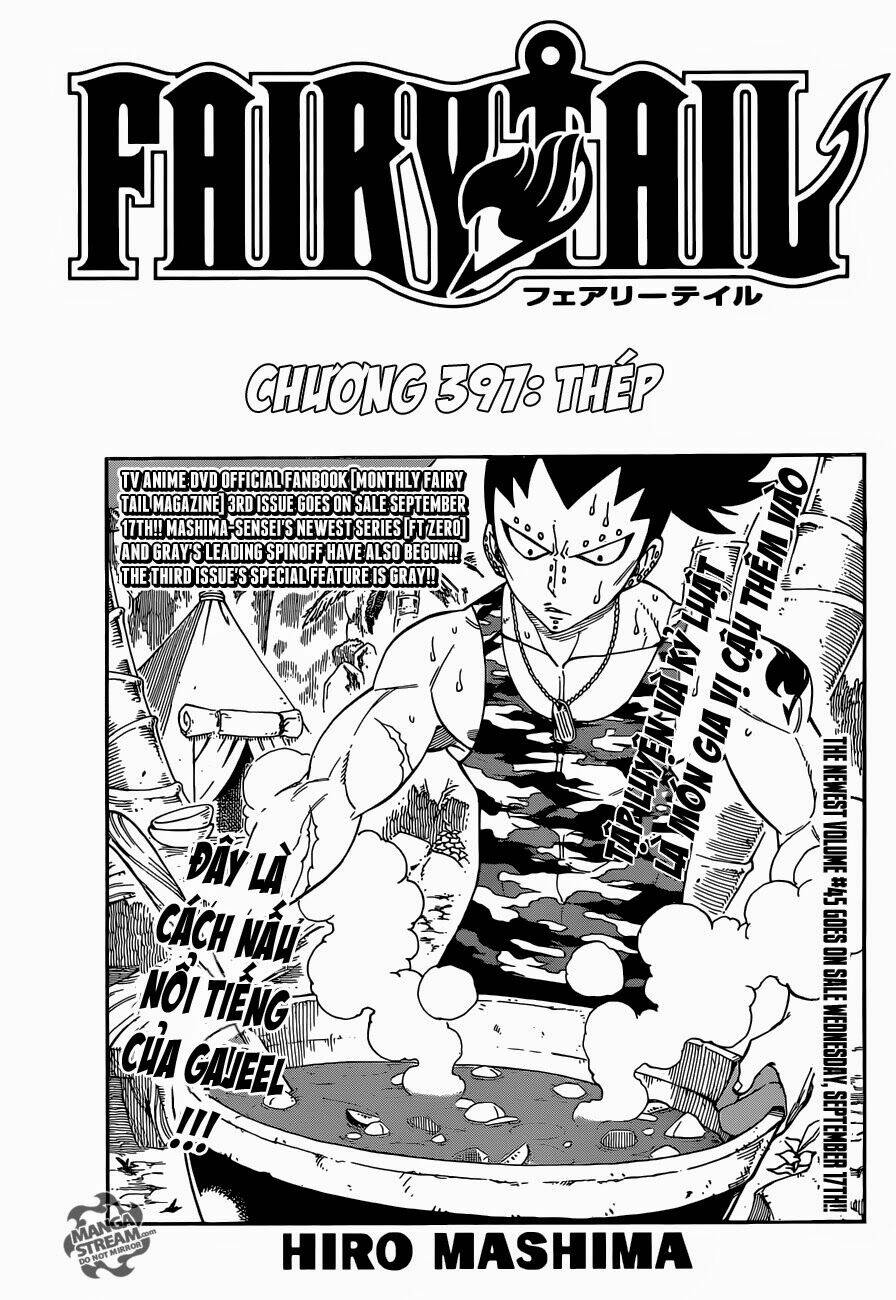 FAIRY TAIL
フェアリーテイル
CHƯƠNG 397: THÉP
TV ANIME DVD OFFICIAL FANBOOK [MONTHLY FAIRY
TAIL MAGAZINE] 3RD ISSUE GOES ON SALE SEPTEMBER
17TH!! MASHIMA-SENSEI'S NEWEST SERIES [FT ZERO]
AND GRAY'S LEADING SPINOFF HAVE ALSO BEGUN!!
THE THIRD ISSUE'S SPECIAL FEATURE IS GRAY!!
TẬP LUYỆN VÀ KỶ LUẬT
LÀ MÓN GIA VỊ CẬU THÊM VÀO
THE NEWEST VOLUME #45 GOES ON SALE WEDNESDAY, SEPTEMBER 17TH!!
ĐÂY LÀ
CÁCH NẤU
NỔI TIẾNG
CỦA GAJEEL
!!!
MANGA
STREAM.com
DO NOT MIRROR
HIRO MASHIMA